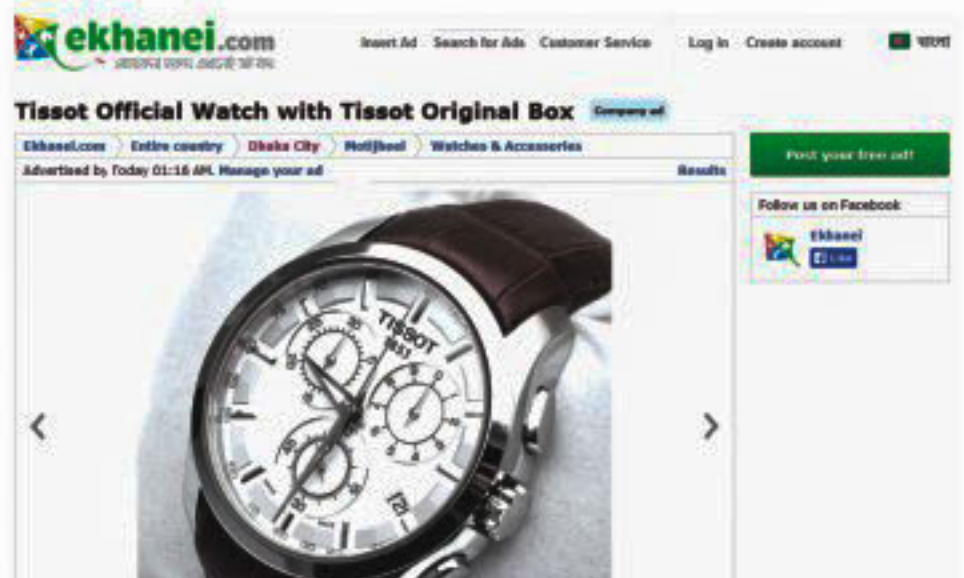 ekhanei.com
Insert Ad Search for Ads Customer Service Log in Create account বাংলা
Tissot Official Watch with Tissot Original Box Company ad
Ekhanei.com Entire country Dhaka City Motijheel Watches & Accessories
Advertised by Today 01:16 AM. Manage your ad Results
Post your free ad!
Follow us on Facebook
Ekhanei
Like
TISSOT
1853